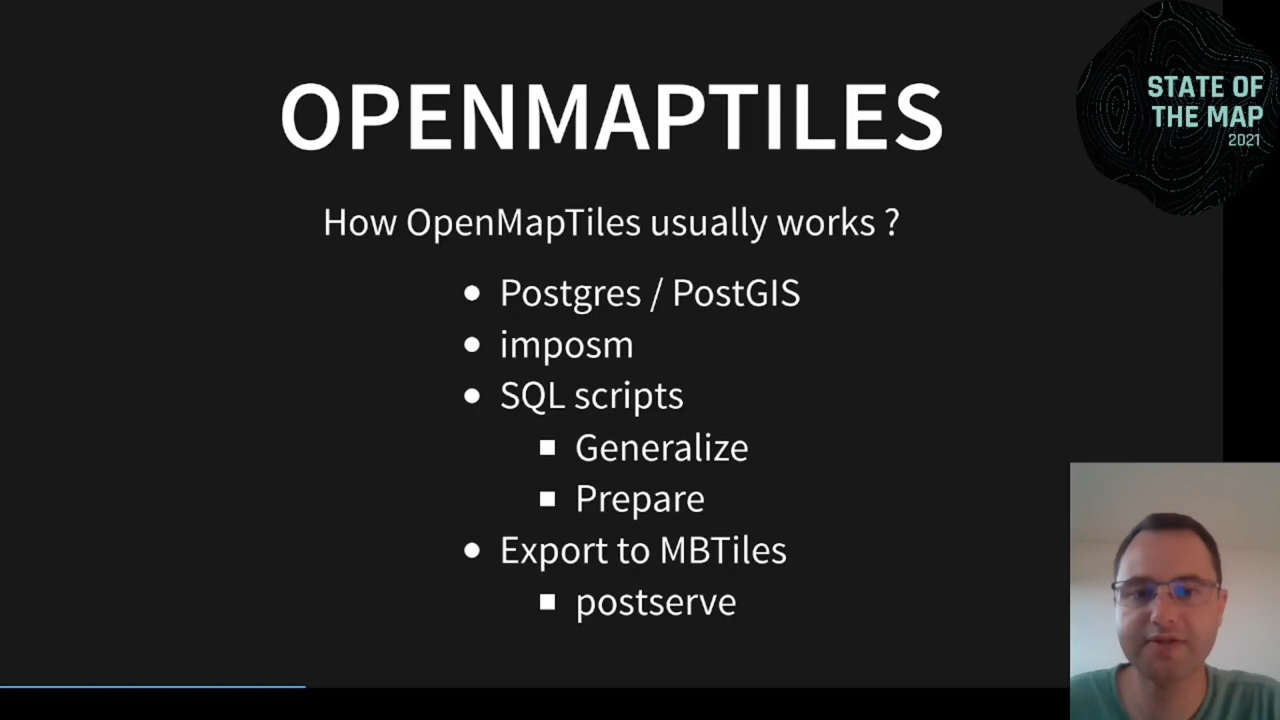 OPENMAPTILES
How OpenMapTiles usually works ?
Postgres / PostGIS
imposm
SQL scripts
Generalize
Prepare
Export to MBTiles
postserve
STATE OF
THE MAP
2021